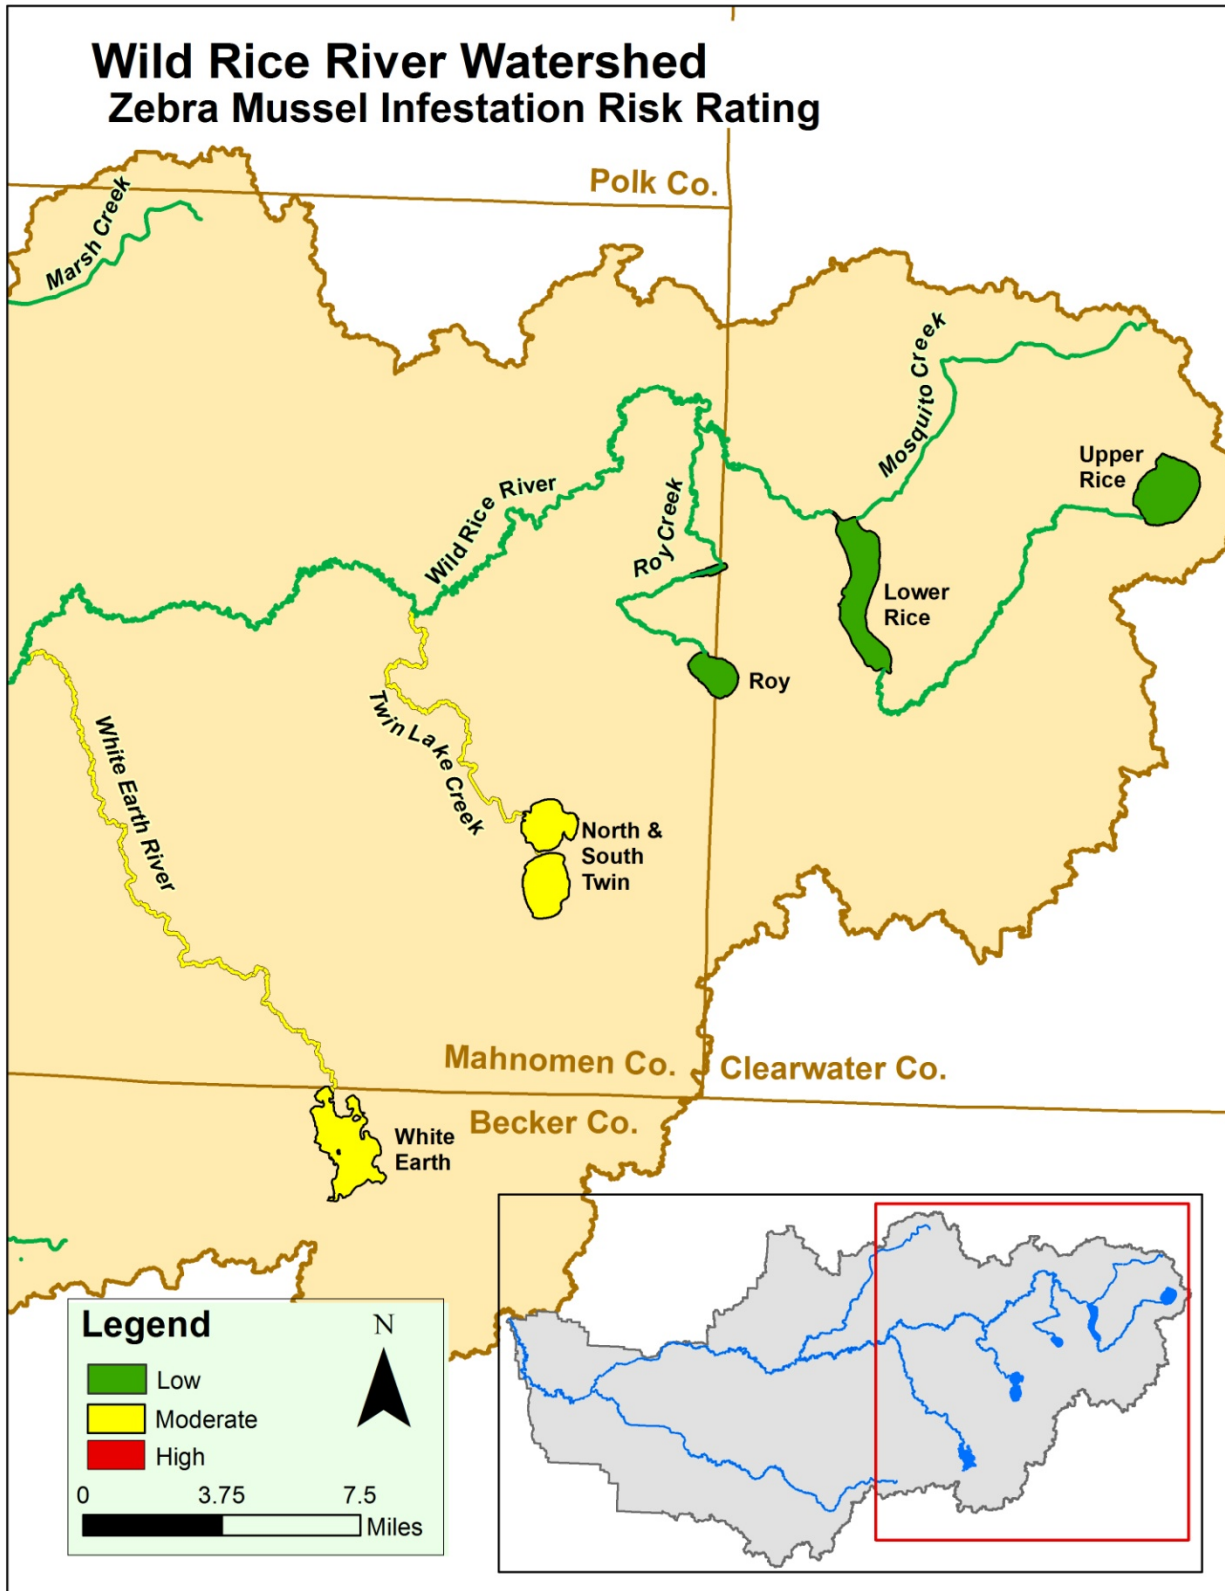 Wild Rice River Watershed
Zebra Mussel Infestation Risk Rating
Polk Co.
Marsh Creek
Mosquito Creek
Upper
Rice
Wild Rice River
Roy Creek
Lower
Rice
Roy
Twin Lake Creek
White Earth River
North &
South
Twin
Mahnomen Co.
Clearwater Co.
Becker Co.
White
Earth
Legend
N
Low
Moderate
High
0 3.75 7.5
Miles